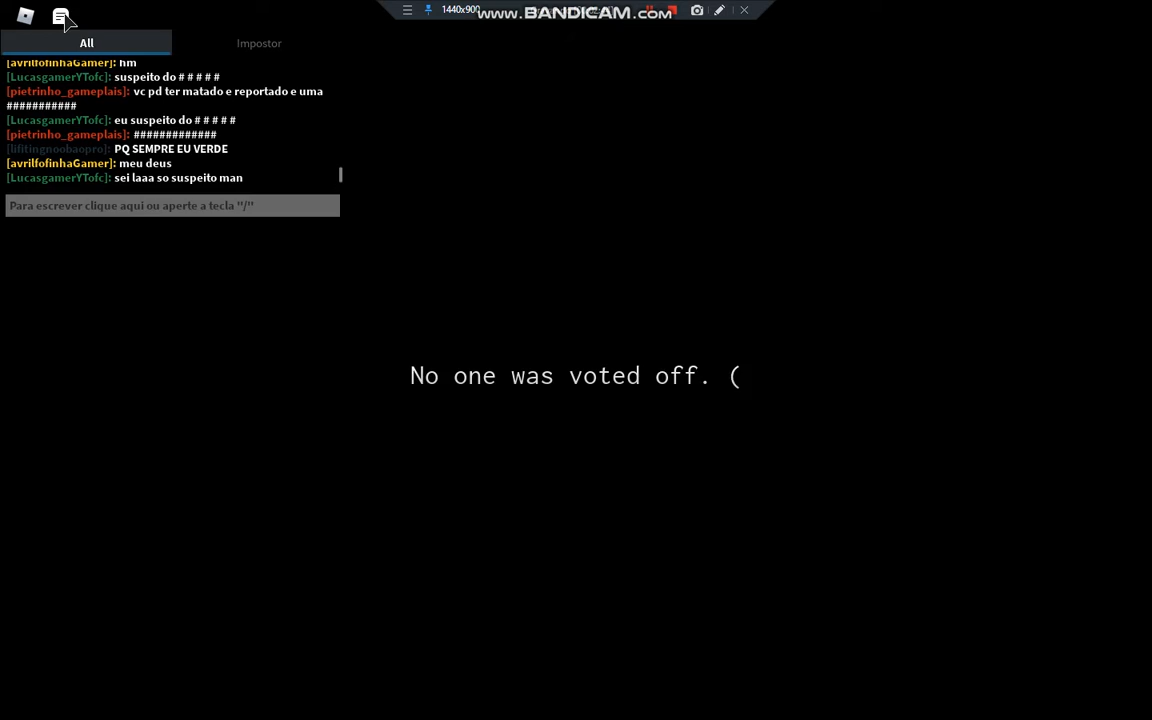 1440x900
www.BANDICAM.com
All
Impostor
[avrilfofinhaGamer]: hm
[LucasgamerYTofc]: suspeito do # # # # #
[pietrinho_gameplais]: vc pd ter matado e reportado e uma
###########
[LucasgamerYTofc]: eu suspeito do # # # # #
[pietrinho_gameplais]: #############
[lifitingnoobaopro]: PQ SEMPRE EU VERDE
[avrilfofinhaGamer]: meu deus
[LucasgamerYTofc]: sei laaa so suspeito man
Para escrever clique aqui ou aperte a tecla "/"
No one was voted off. (